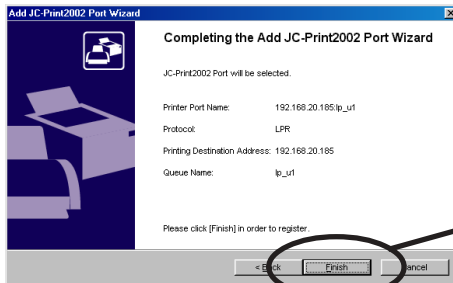 Add JC-Print2002 Port Wizard
Completing the Add JC-Print2002 Port Wizard
JC-Print2002 Port will be selected.
Printer Port Name: 192.168.20.185:lp_u1
Protocol: LPR
Printing Destination Address: 192.168.20.185
Queue Name: lp_u1
Please click [Finish] in order to register.
Finish